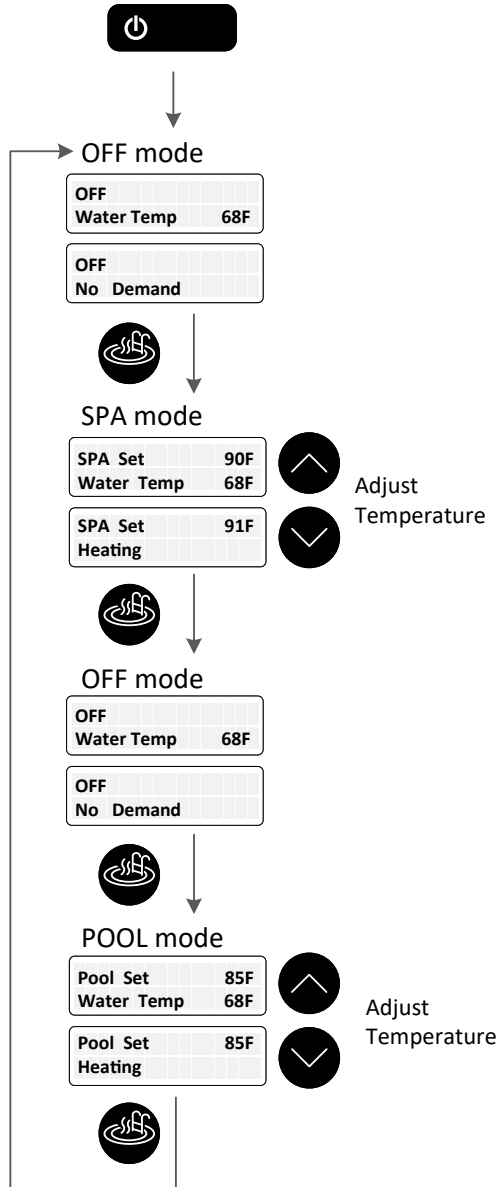 OFF mode
OFF
Water Temp 68F
OFF
No Demand
SPA mode
SPA Set 90F
Water Temp 68F
SPA Set 91F
Heating
Adjust
Temperature
OFF mode
OFF
Water Temp 68F
OFF
No Demand
POOL mode
Pool Set 85F
Water Temp 68F
Pool Set 85F
Heating
Adjust
Temperature